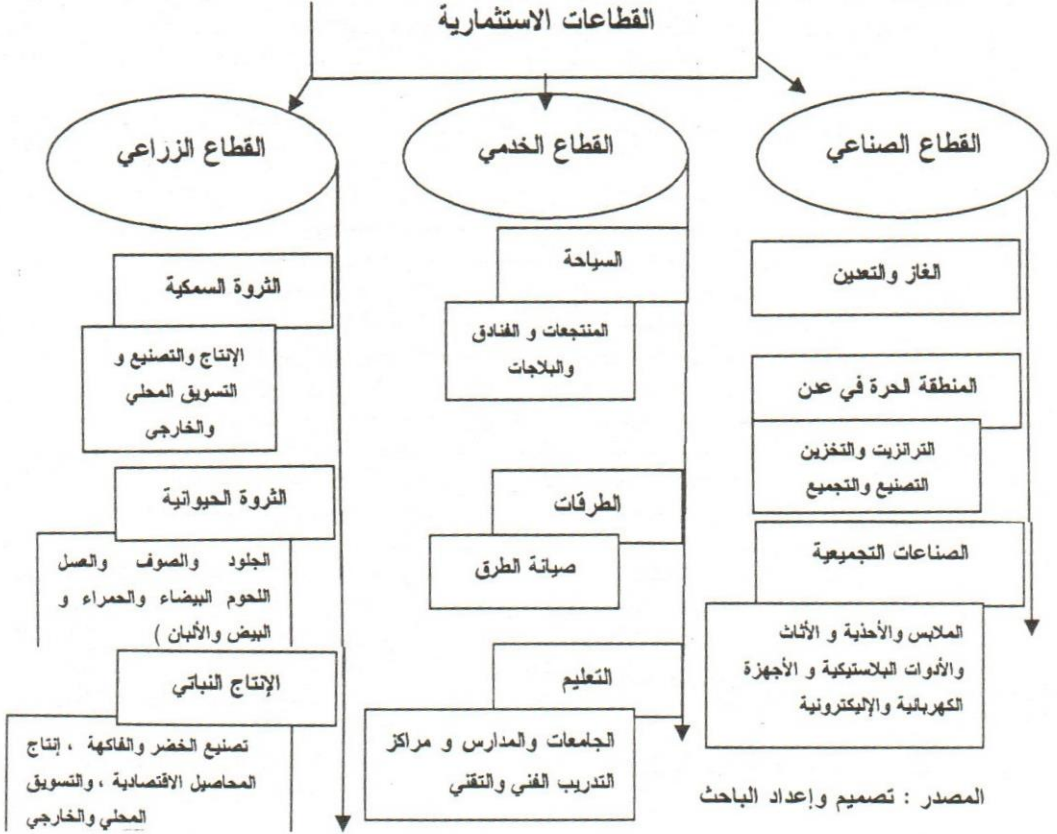 القطاعات الاستثمارية
القطاع الصناعي
الغاز والتعدين
المنطقة الحرة في عدن
الترانزيت والتخزين
التصنيع والتجميع
الصناعات التجميعية
الملابس والأحذية و الأثاث
والأدوات البلاستيكية و الأجهزة
الكهربائية والإليكترونية
القطاع الخدمي
السياحة
المنتجعات و الفنادق
والبلاجات
الطرقات
صيانة الطرق
التعليم
الجامعات والمدارس و مراكز
التدريب الفني والتقني
القطاع الزراعي
الثروة السمكية
الإنتاج والتصنيع و
التسويق المحلي
والخارجي
الثروة الحيوانية
الجلود والصوف والعسل
اللحوم البيضاء والحمراء و
البيض والألبان )
الإنتاج النباتي
تصنيع الخضر والفاكهة ، إنتاج
المحاصيل الاقتصادية ، والتسويق
المحلي والخارجي
المصدر : تصميم وإعداد الباحث